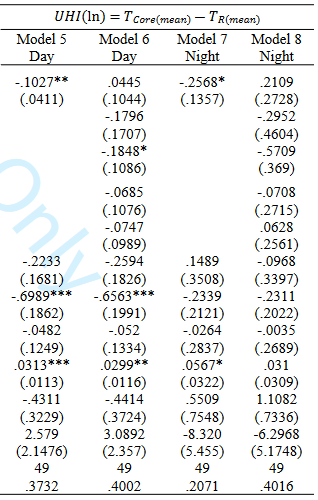 UHI(ln) = T_Core(mean) − T_R(mean)
Model 5 Model 6 Model 7 Model 8
Day Day Night Night
-.1027** .0445 -.2568* .2109
(.0411) (.1044) (.1357) (.2728)
-.1796 -.2952
(.1707) (.4604)
-.1848* -.5709
(.1086) (.369)
-.0685 -.0708
(.1076) (.2715)
-.0747 .0628
(.0989) (.2561)
-.2233 -.2594 .1489 -.0968
(.1681) (.1826) (.3508) (.3397)
-.6989*** -.6563*** -.2339 -.2311
(.1862) (.1991) (.2121) (.2022)
-.0482 -.052 -.0264 -.0035
(.1249) (.1334) (.2837) (.2689)
.0313*** .0299** .0567* .031
(.0113) (.0116) (.0322) (.0309)
-.4311 -.4414 .5509 1.1082
(.3229) (.3724) (.7548) (.7336)
2.579 3.0892 -8.320 -6.2968
(2.1476) (2.357) (5.455) (5.1748)
49 49 49 49
.3732 .4002 .2071 .4016
Only